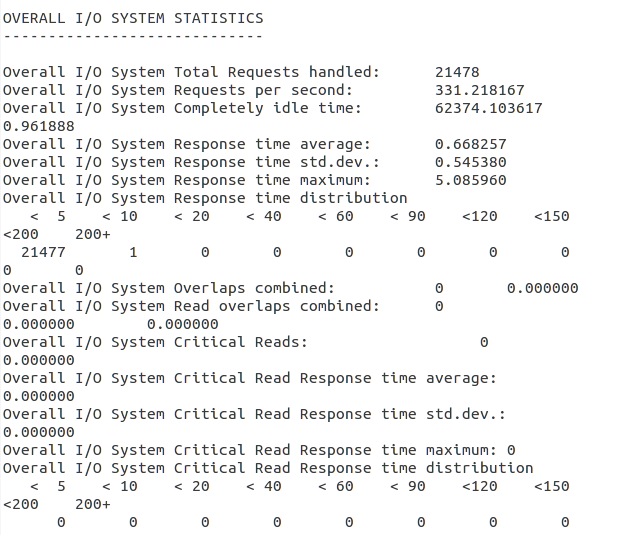 OVERALL I/O SYSTEM STATISTICS
-----------------------------
Overall I/O System Total Requests handled:      21478
Overall I/O System Requests per second:         331.218167
Overall I/O System Completely idle time:        62374.103617
0.961888
Overall I/O System Response time average:       0.668257
Overall I/O System Response time std.dev.:      0.545380
Overall I/O System Response time maximum:       5.085960
Overall I/O System Response time distribution
   <  5    < 10    < 20    < 40    < 60    < 90    <120    <150
<200    200+
  21477       1       0       0       0       0       0       0
0       0
Overall I/O System Overlaps combined:           0       0.000000
Overall I/O System Read overlaps combined:      0
0.000000        0.000000
Overall I/O System Critical Reads:                   0
0.000000
Overall I/O System Critical Read Response time average:
0.000000
Overall I/O System Critical Read Response time std.dev.:
0.000000
Overall I/O System Critical Read Response time maximum: 0
Overall I/O System Critical Read Response time distribution
   <  5    < 10    < 20    < 40    < 60    < 90    <120    <150
<200    200+
      0       0       0       0       0       0       0       0